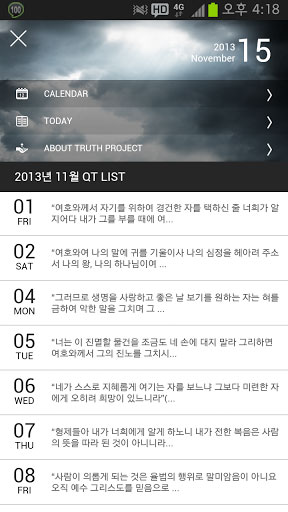 100 HD 4G 오후 4:18
2013
November 15
CALENDAR
TODAY
ABOUT TRUTH PROJECT
2013년 11월 QT LIST
01
FRI
“여호와께서 자기를 위하여 경건한 자를 택하신 줄 너희가 알
지어다 내가 그를 부를 때에 여...
02
SAT
“여호와여 나의 말에 귀를 기울이사 나의 심정을 헤아려 주소
서 나의 왕, 나의 하나님이여 ...
04
MON
“그러므로 생명을 사랑하고 좋은 날 보기를 원하는 자는 혀를
금하여 악한 말을 그치며 그 ...
05
TUE
“너는 이 진멸할 물건을 조금도 네 손에 대지 말라 그리하면
여호와께서 그의 진노를 그치시...
06
WED
“네가 스스로 지혜롭게 여기는 자를 보느냐 그보다 미련한 자
에게 오히려 희망이 있느니라”(...
07
THU
“형제들아 내가 너희에게 알게 하노니 내가 전한 복음은 사람
의 뜻을 따라 된 것이 아니니라...
08
FRI
“사람이 의롭게 되는 것은 율법의 행위로 말미암음이 아니요
오직 예수 그리스도를 믿음으로 ...